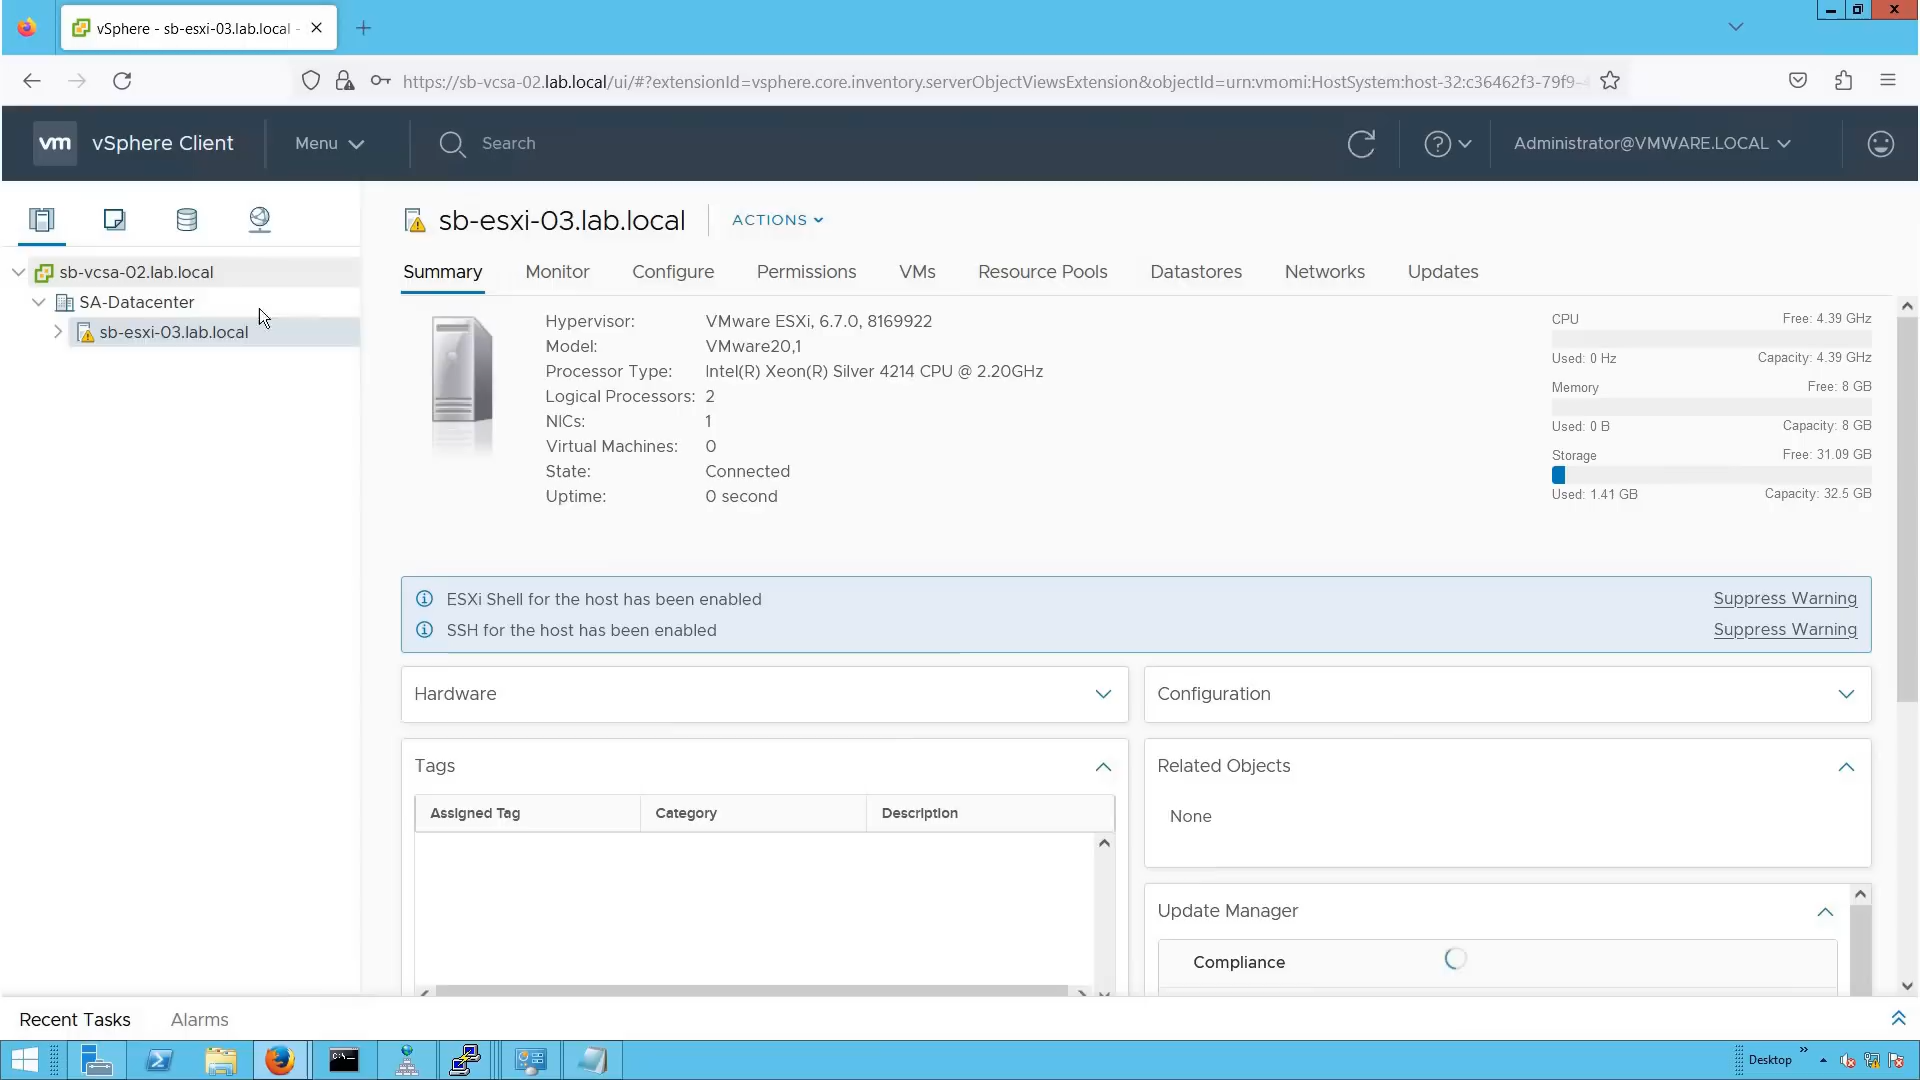 vSphere - sb-esxi-03.lab.local -
https://sb-vcsa-02.lab.local/ui/#?extensionId=vsphere.core.inventory.serverObjectViewsExtension&objectId=urn:vmomi:HostSystem:host-32:c36462f3-79f9-
vm vSphere Client Menu Search Administrator@VMWARE.LOCAL
sb-vcsa-02.lab.local
SA-Datacenter
sb-esxi-03.lab.local
sb-esxi-03.lab.local ACTIONS
Summary Monitor Configure Permissions VMs Resource Pools Datastores Networks Updates
Hypervisor: VMware ESXi, 6.7.0, 8169922
Model: VMware20,1
Processor Type: Intel(R) Xeon(R) Silver 4214 CPU @ 2.20GHz
Logical Processors: 2
NICs: 1
Virtual Machines: 0
State: Connected
Uptime: 0 second
CPU Free: 4.39 GHz
Used: 0 Hz Capacity: 4.39 GHz
Memory Free: 8 GB
Used: 0 B Capacity: 8 GB
Storage Free: 31.09 GB
Used: 1.41 GB Capacity: 32.5 GB
ESXi Shell for the host has been enabled Suppress Warning
SSH for the host has been enabled Suppress Warning
Hardware
Configuration
Tags
Assigned Tag Category Description
Related Objects
None
Update Manager
Compliance
Recent Tasks Alarms
Desktop